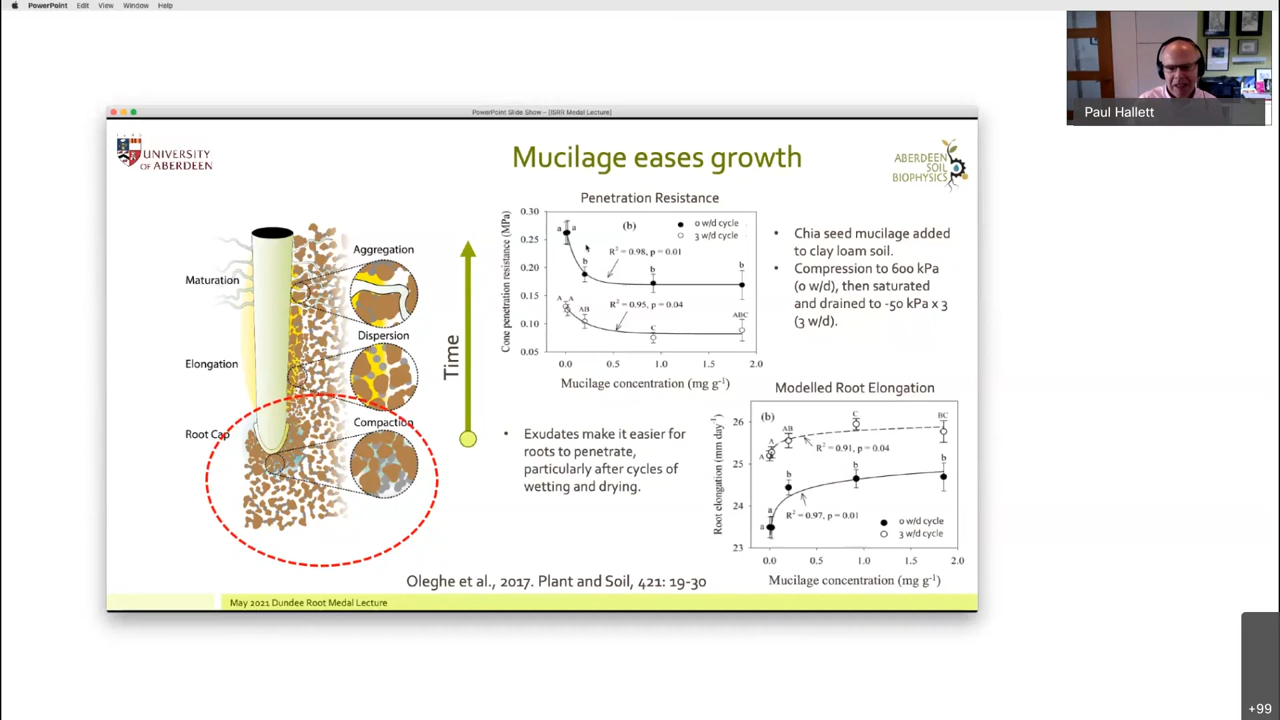 PowerPoint Edit View Window Help
Paul Hallett
PowerPoint Slide Show – [ISRR Medal Lecture]
UNIVERSITY
OF ABERDEEN
Mucilage eases growth
ABERDEEN
SOIL
BIOPHYSICS
Aggregation
Maturation
Dispersion
Elongation
Compaction
Root Cap
Time
Penetration Resistance
Cone penetration resistance (MPa)
0.30
0.25
0.20
0.15
0.10
0.05
(b)
0 w/d cycle
3 w/d cycle
a a
b
b
b
R² = 0.98, p = 0.01
R² = 0.95, p = 0.04
A A
AB
C
ABC
0.0 0.5 1.0 1.5 2.0
Mucilage concentration (mg g⁻¹)
• Chia seed mucilage added
to clay loam soil.
• Compression to 600 kPa
(0 w/d), then saturated
and drained to -50 kPa x 3
(3 w/d).
• Exudates make it easier for
roots to penetrate,
particularly after cycles of
wetting and drying.
Modelled Root Elongation
Root elongation (mm day⁻¹)
26
25
24
23
(b)
A A
AB
C
BC
R² = 0.91, p = 0.04
a a
b
b
b
R² = 0.97, p = 0.01
0 w/d cycle
3 w/d cycle
0.0 0.5 1.0 1.5 2.0
Mucilage concentration (mg g⁻¹)
Oleghe et al., 2017. Plant and Soil, 421: 19-30
May 2021 Dundee Root Medal Lecture
+99